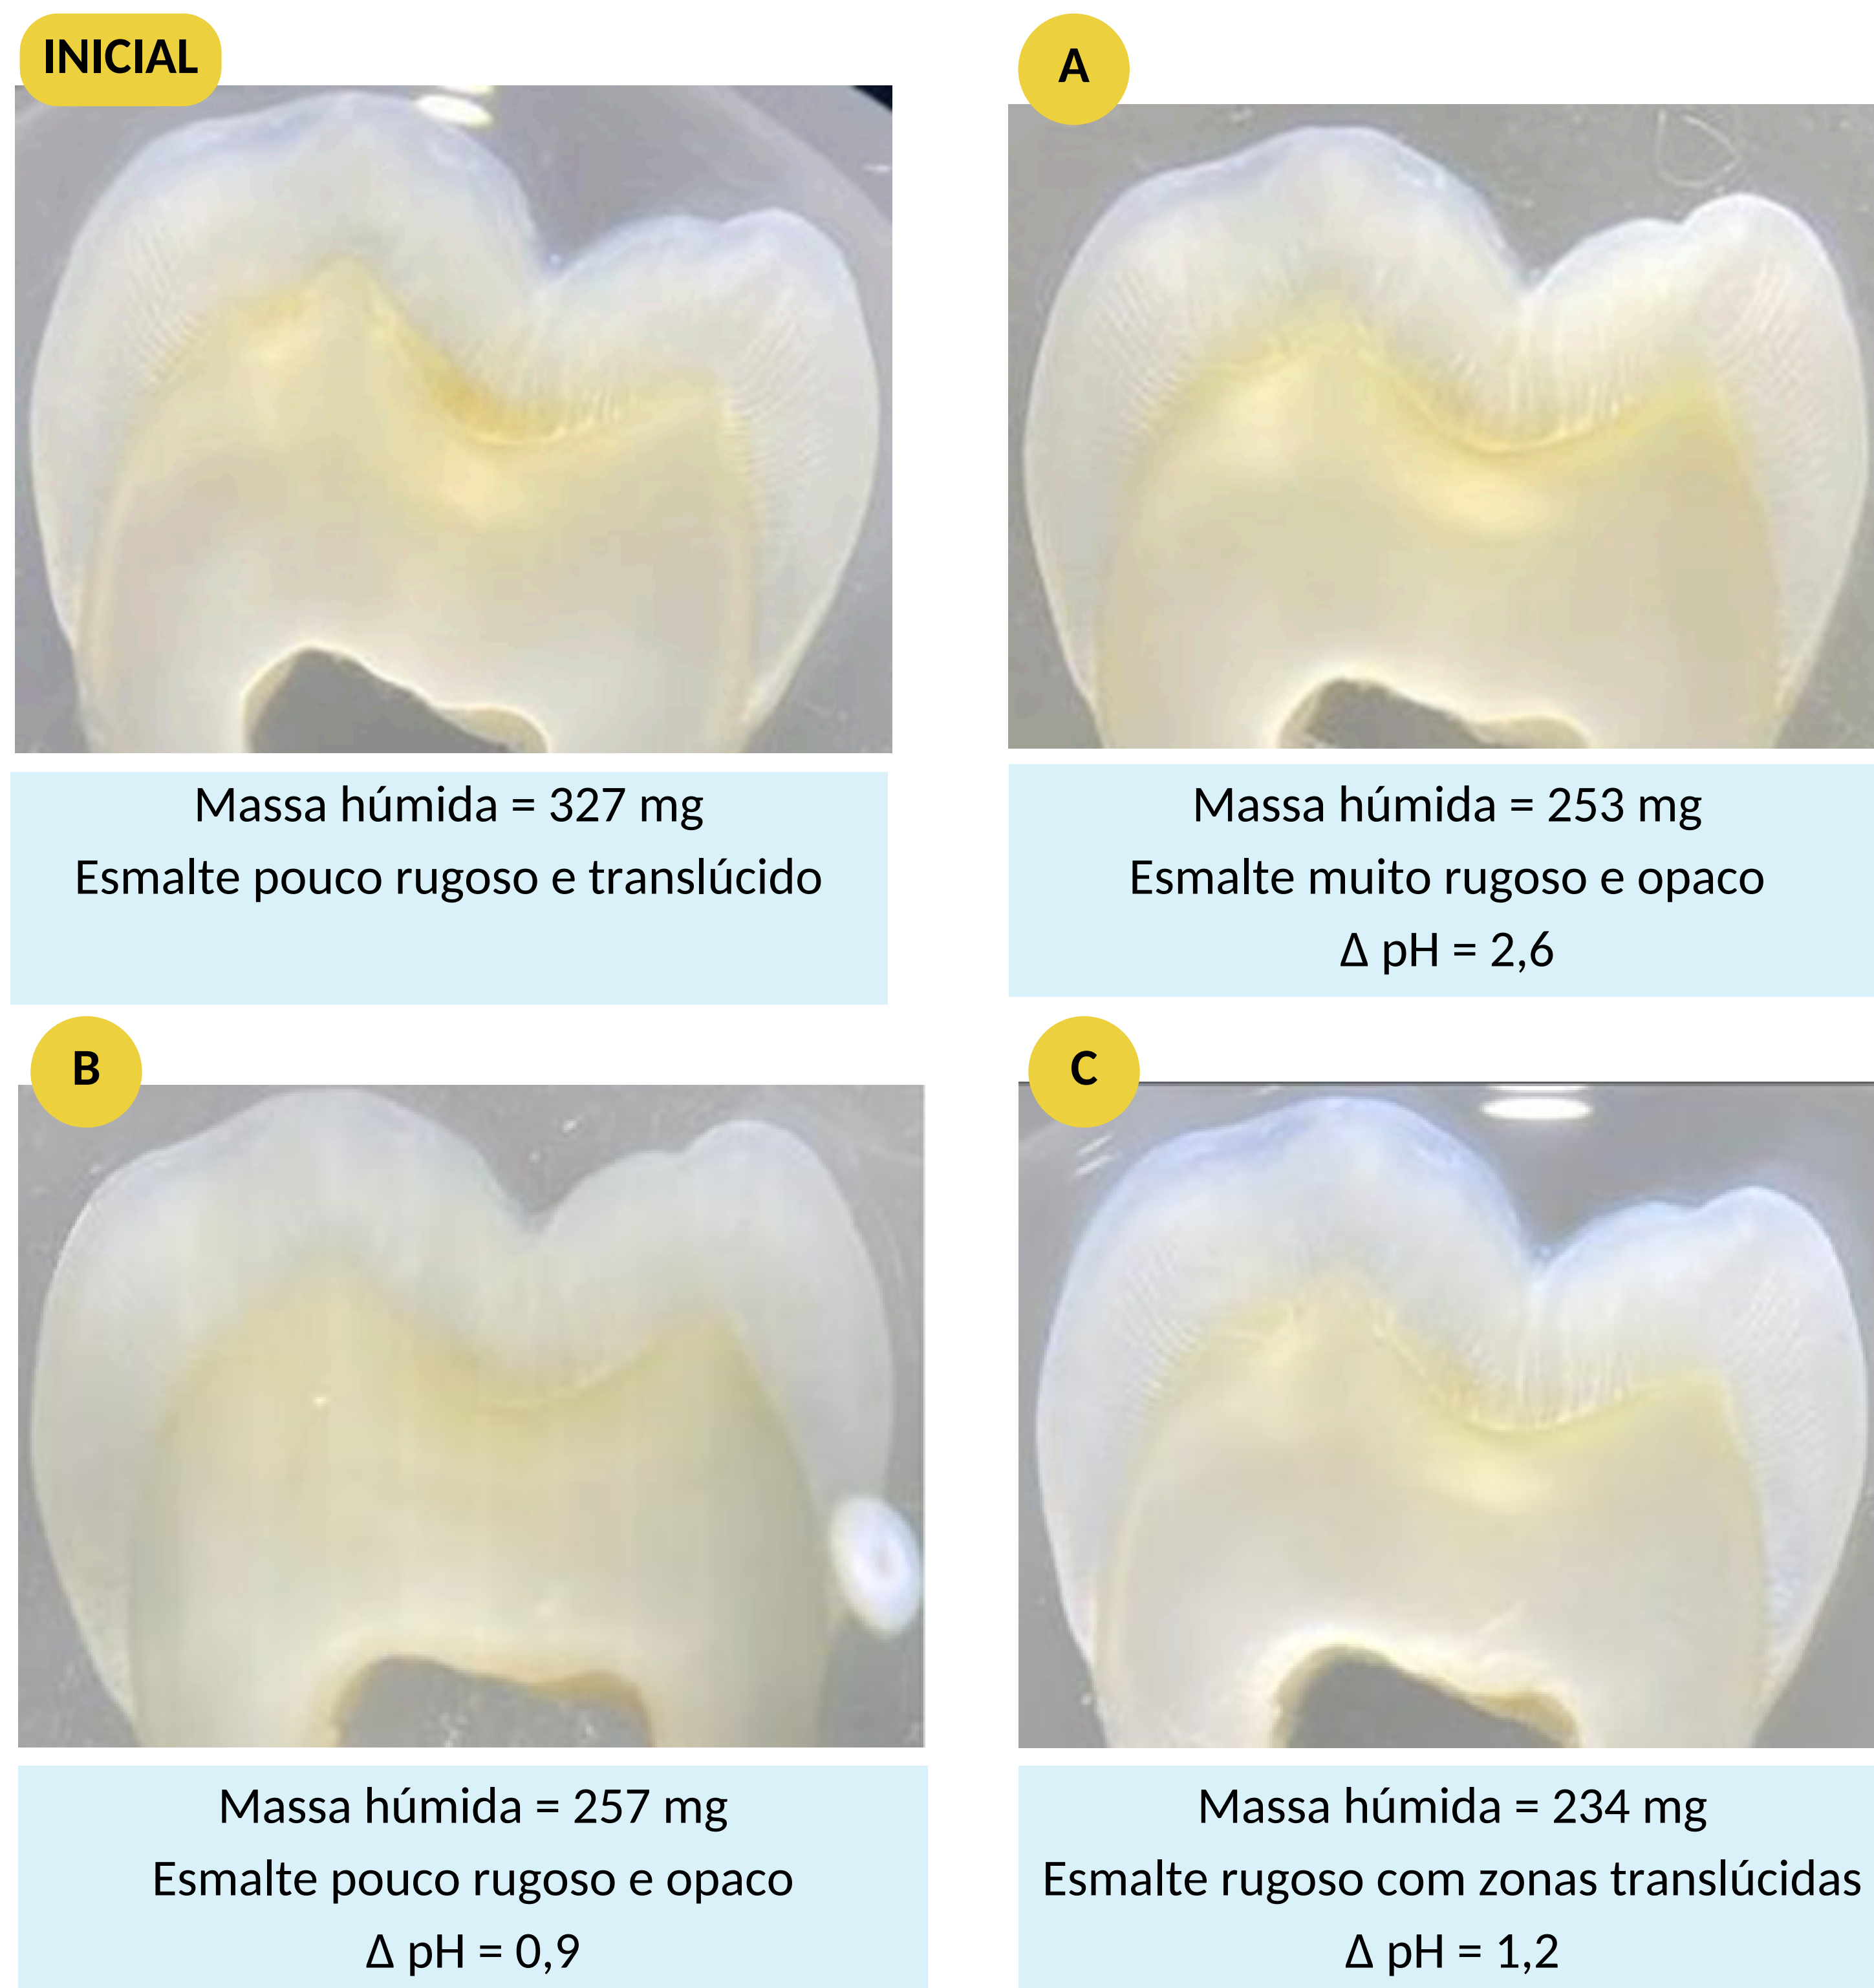 INICIAL
Massa húmida = 327 mg
Esmalte pouco rugoso e translúcido
A
Massa húmida = 253 mg
Esmalte muito rugoso e opaco
Δ pH = 2,6
B
Massa húmida = 257 mg
Esmalte pouco rugoso e opaco
Δ pH = 0,9
C
Massa húmida = 234 mg
Esmalte rugoso com zonas translúcidas
Δ pH = 1,2